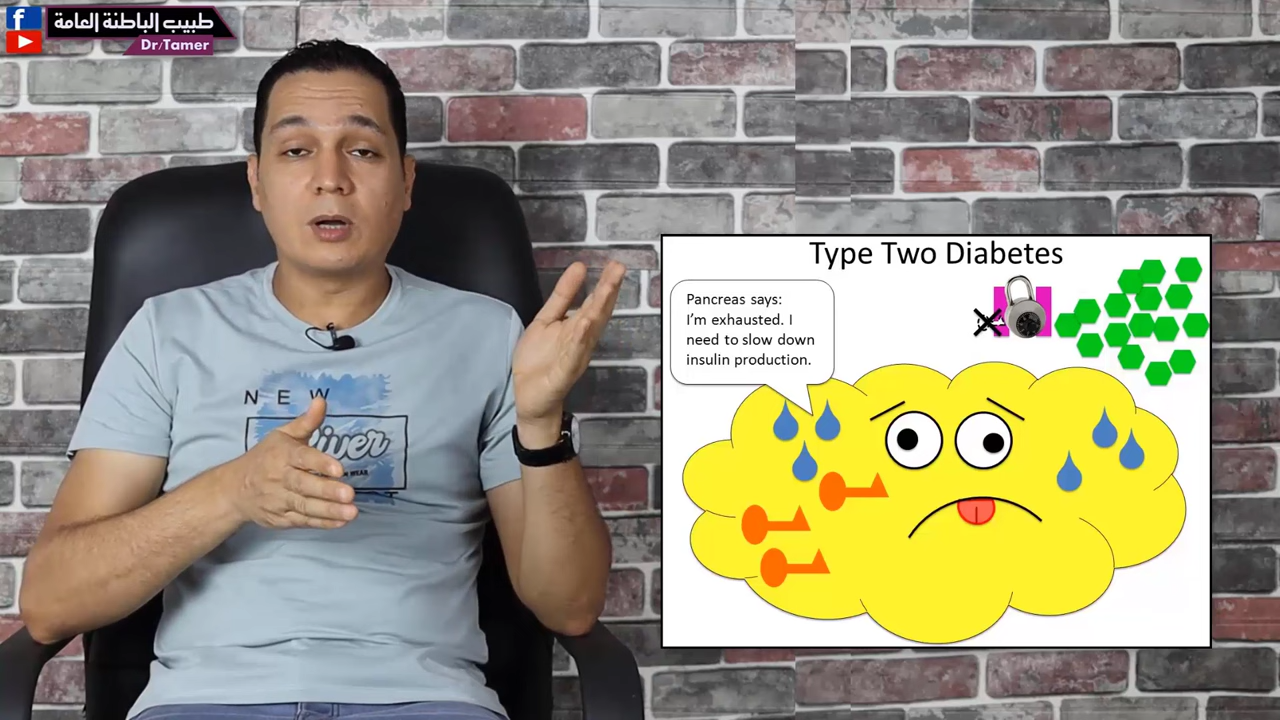 f
طبيب الباطنة العامة
Dr/Tamer
NEW
River
WEAR
Type Two Diabetes
Pancreas says:
I'm exhausted. I
need to slow down
insulin production.